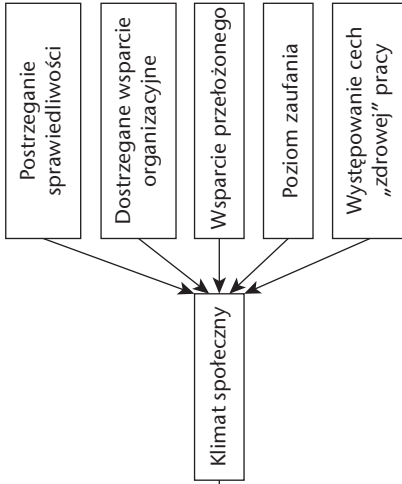 Postrzeganie
sprawiedliwości
Dostrzegane wsparcie
organizacyjne
Wsparcie przełożonego
Poziom zaufania
Występowanie cech
„zdrowej” pracy
Klimat społeczny